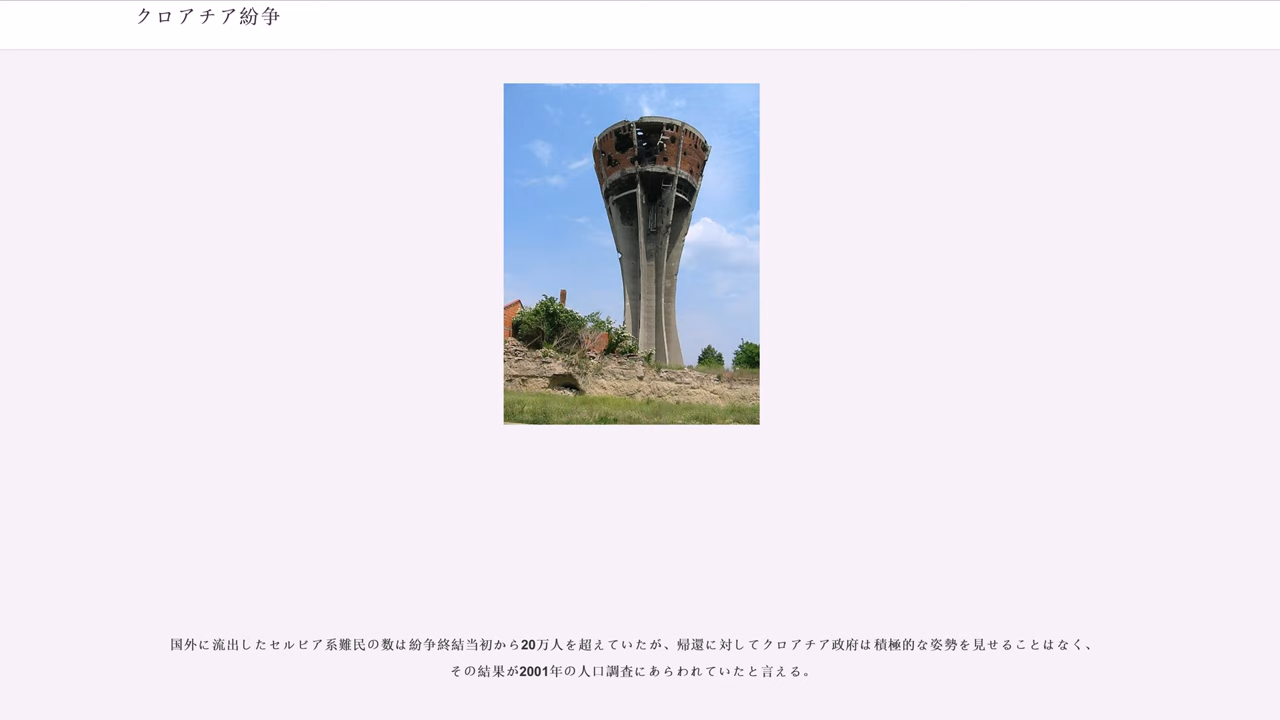 クロアチア紛争
国外に流出したセルビア系難民の数は紛争終結当初から20万人を超えていたが、帰還に対してクロアチア政府は積極的な姿勢を見せることはなく、
その結果が2001年の人口調査にあらわれていたと言える。